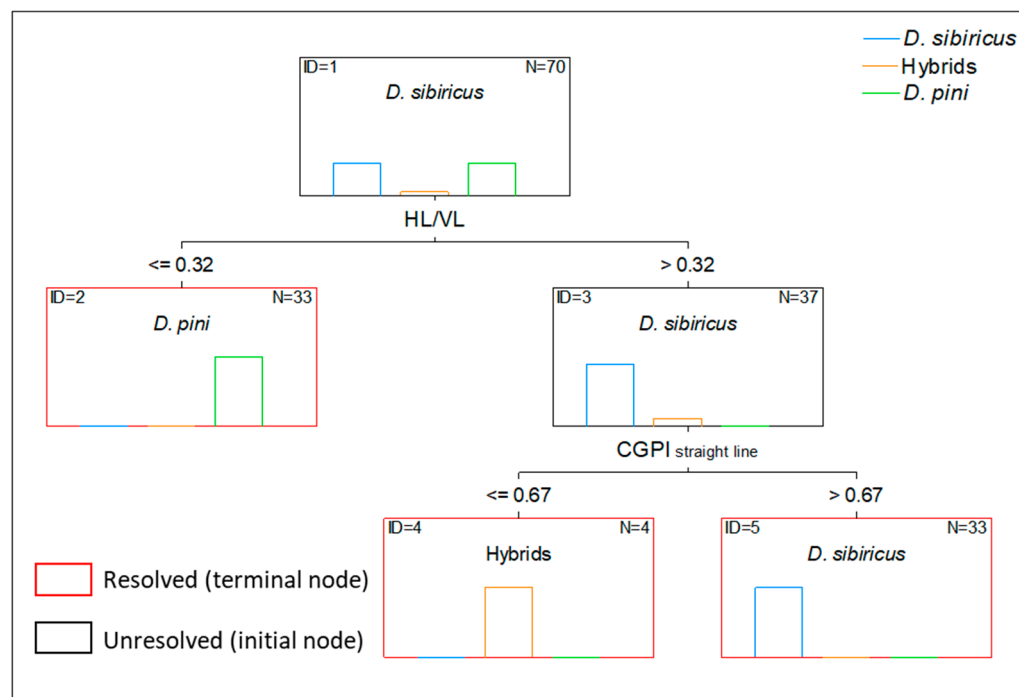 D. sibiricus
Hybrids
D. pini
ID=1 N=70
D. sibiricus
HL/VL
<= 0.32 > 0.32
ID=2 N=33
D. pini
ID=3 N=37
D. sibiricus
CGPI straight line
<= 0.67 > 0.67
ID=4 N=4
Hybrids
ID=5 N=33
D. sibiricus
Resolved (terminal node)
Unresolved (initial node)